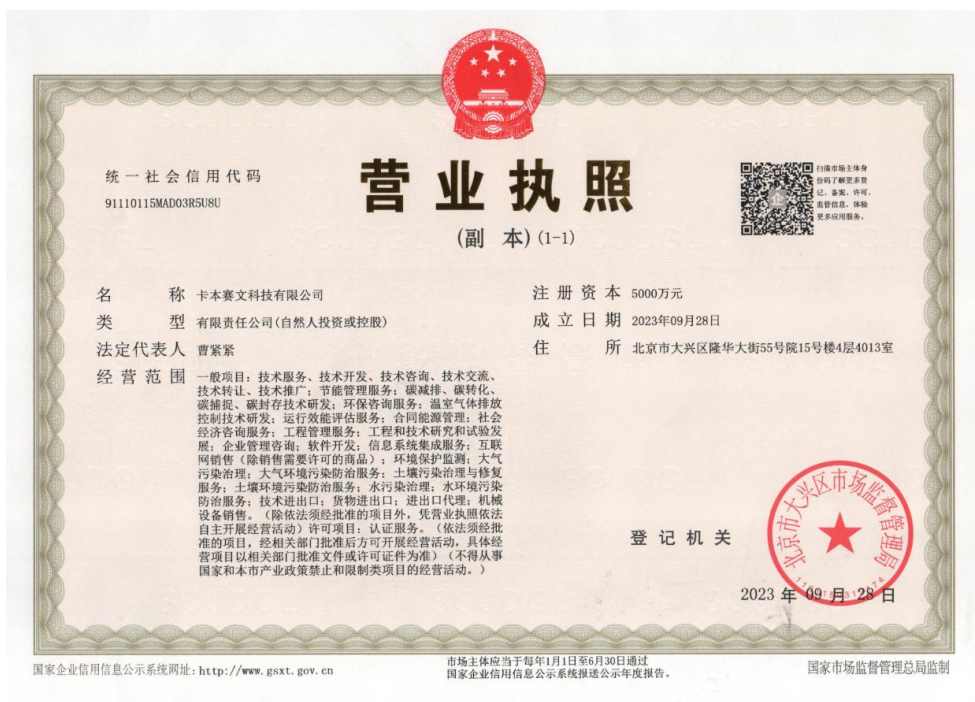 统一社会信用代码
91110115MAD03R5U8U
营业执照
(副 本)(1-1)
扫描市场主体身
份码了解更多登
记、备案、许可、
监管信息，体验
更多应用服务。
名 称 卡本赛文科技有限公司
类 型 有限责任公司(自然人投资或控股)
法定代表人 曹紧紧
经营范围 一般项目：技术服务、技术开发、技术咨询、技术交流、
技术转让、技术推广；节能管理服务；碳减排、碳转化、
碳捕捉、碳封存技术研发；环保咨询服务；温室气体排放
控制技术研发；运行效能评估服务；合同能源管理；社会
经济咨询服务；工程管理服务；工程和技术研究和试验发
展；企业管理咨询；软件开发；信息系统集成服务；互联
网销售（除销售需要许可的商品）；环境保护监测；大气
污染治理；大气环境污染防治服务；土壤污染治理与修复
服务；土壤环境污染防治服务；水污染治理；水环境污染
防治服务；技术进出口；货物进出口；进出口代理；机械
设备销售。（除依法须经批准的项目外，凭营业执照依法
自主开展经营活动）许可项目：认证服务。（依法须经批
准的项目，经相关部门批准后方可开展经营活动，具体经
营项目以相关部门批准文件或许可证件为准）（不得从事
国家和本市产业政策禁止和限制类项目的经营活动。）
注册资本 5000万元
成立日期 2023年09月28日
住 所 北京市大兴区隆华大街55号院15号楼4层4013室
登记机关
北京市大兴区市场监督管理局
2023 年 09 月 28 日
国家企业信用信息公示系统网址：http://www.gsxt.gov.cn
市场主体应当于每年1月1日至6月30日通过
国家企业信用信息公示系统报送公示年度报告。
国家市场监督管理总局监制